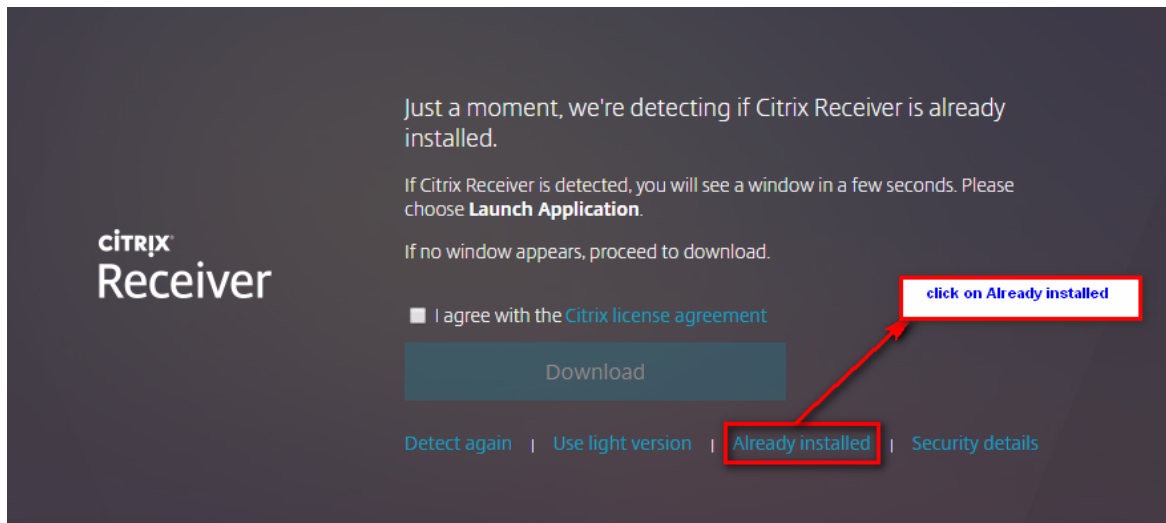 Just a moment, we're detecting if Citrix Receiver is already
installed.
If Citrix Receiver is detected, you will see a window in a few seconds. Please
choose Launch Application.
If no window appears, proceed to download.
CİTRIX
Receiver
click on Already installed
I agree with the Citrix license agreement
Download
Detect again | Use light version | Already installed | Security details